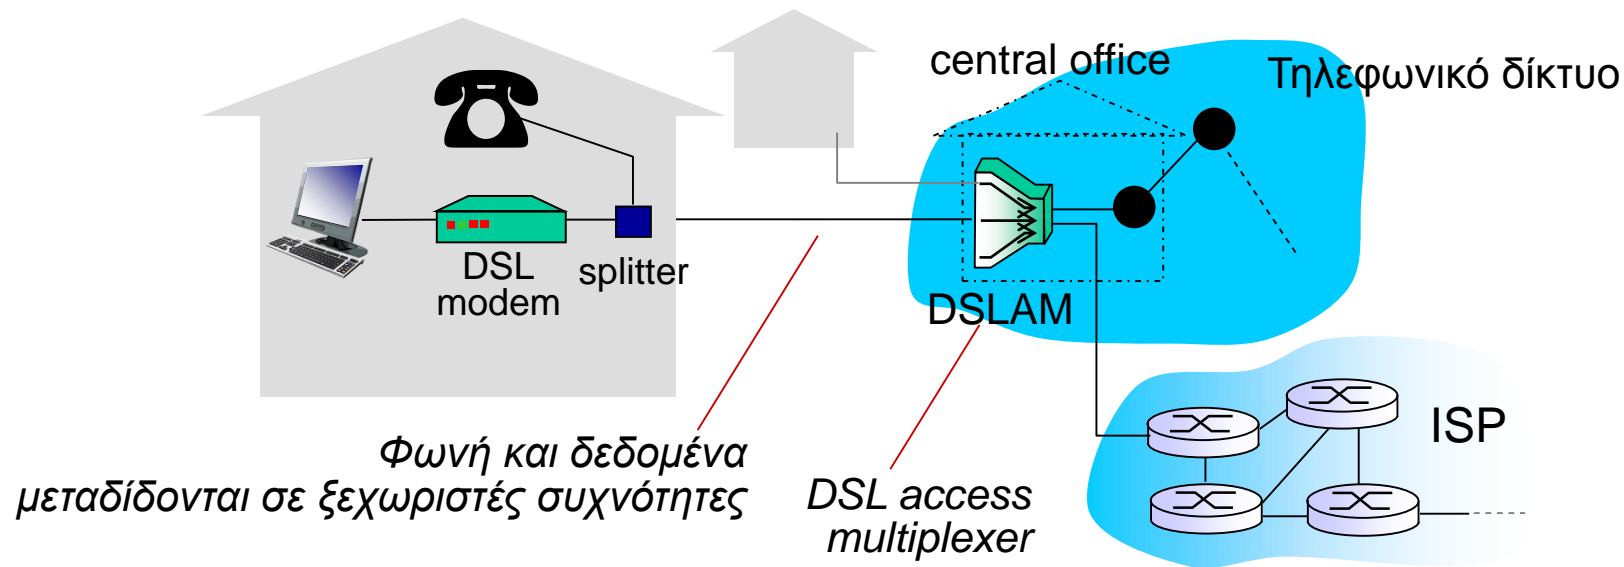 central office
Τηλεφωνικό δίκτυο
DSL
modem
splitter
DSLAM
ISP
Φωνή και δεδομένα
μεταδίδονται σε ξεχωριστές συχνότητες
DSL access
multiplexer